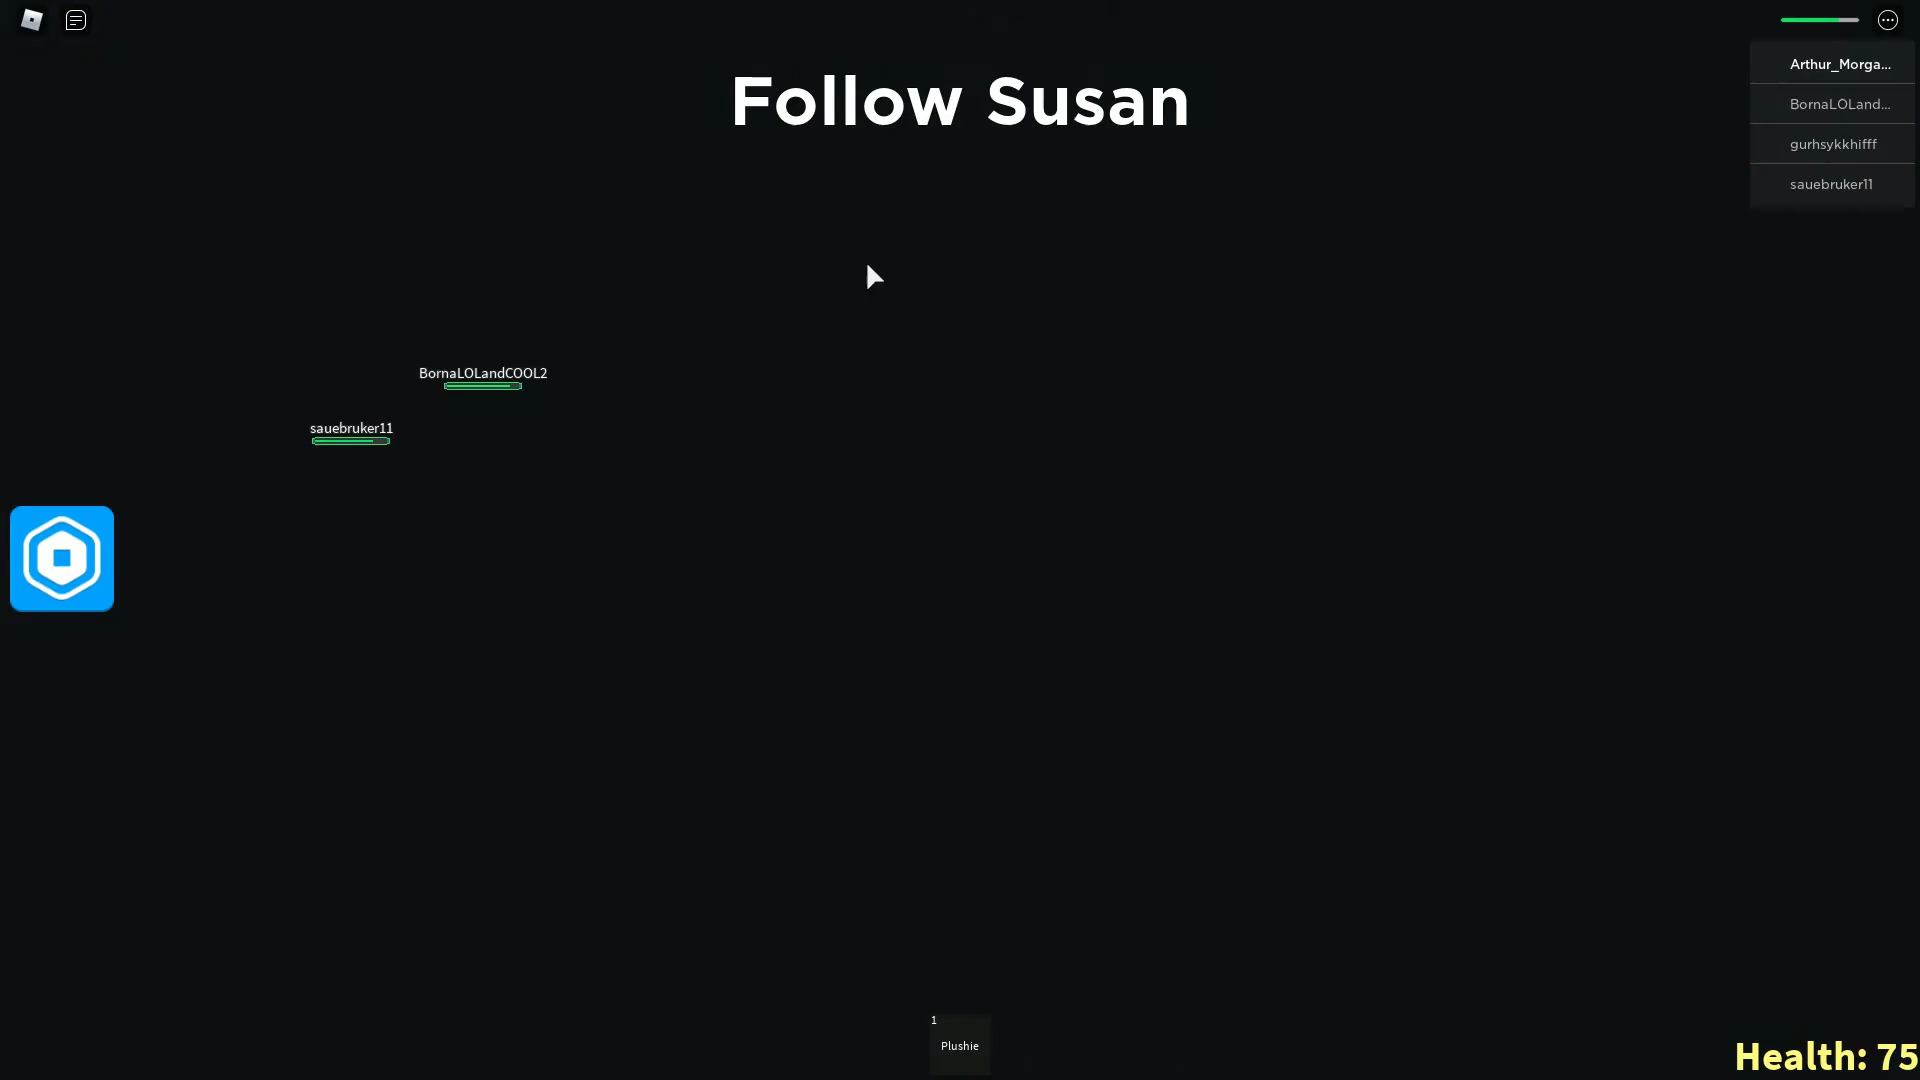 Follow Susan
Arthur_Morga...
BornaLOLand...
gurhsykkhifff
sauebruker11
BornaLOLandCOOL2
sauebruker11
1
Plushie
Health: 75